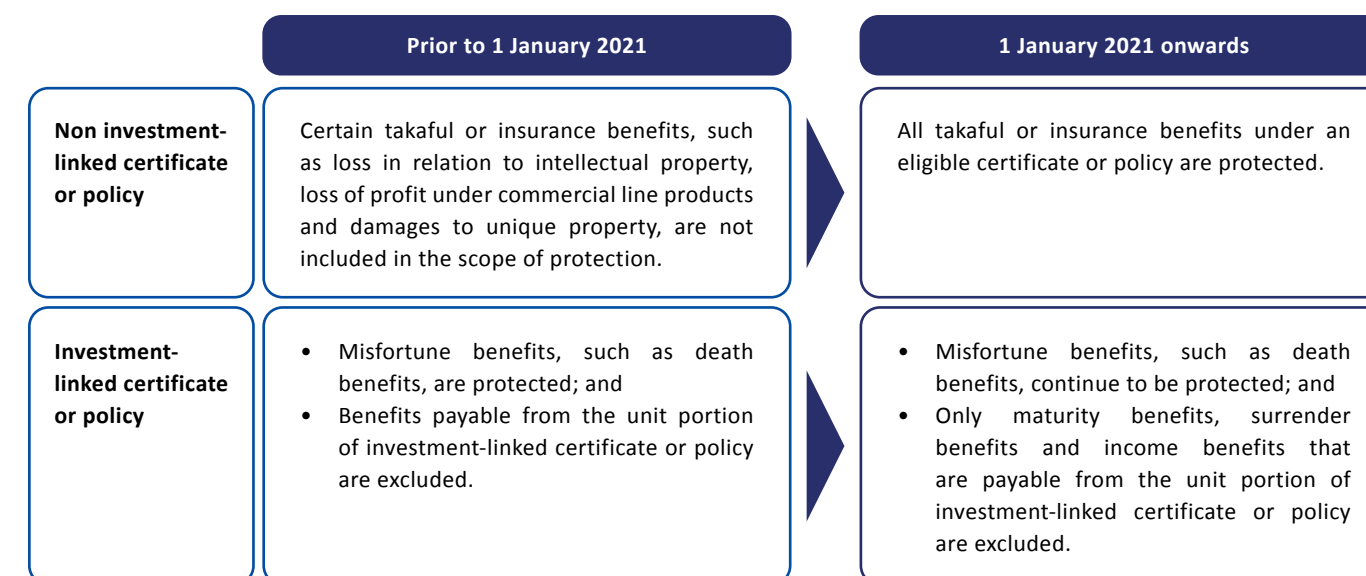 Prior to 1 January 2021
1 January 2021 onwards
Non investment-
linked certificate
or policy
Certain takaful or insurance benefits, such
as loss in relation to intellectual property,
loss of profit under commercial line products
and damages to unique property, are not
included in the scope of protection.
All takaful or insurance benefits under an
eligible certificate or policy are protected.
Investment-
linked certificate
or policy
• Misfortune benefits, such as death
benefits, are protected; and
• Benefits payable from the unit portion
of investment-linked certificate or policy
are excluded.
• Misfortune benefits, such as death
benefits, continue to be protected; and
• Only maturity benefits, surrender
benefits and income benefits that
are payable from the unit portion of
investment-linked certificate or policy
are excluded.